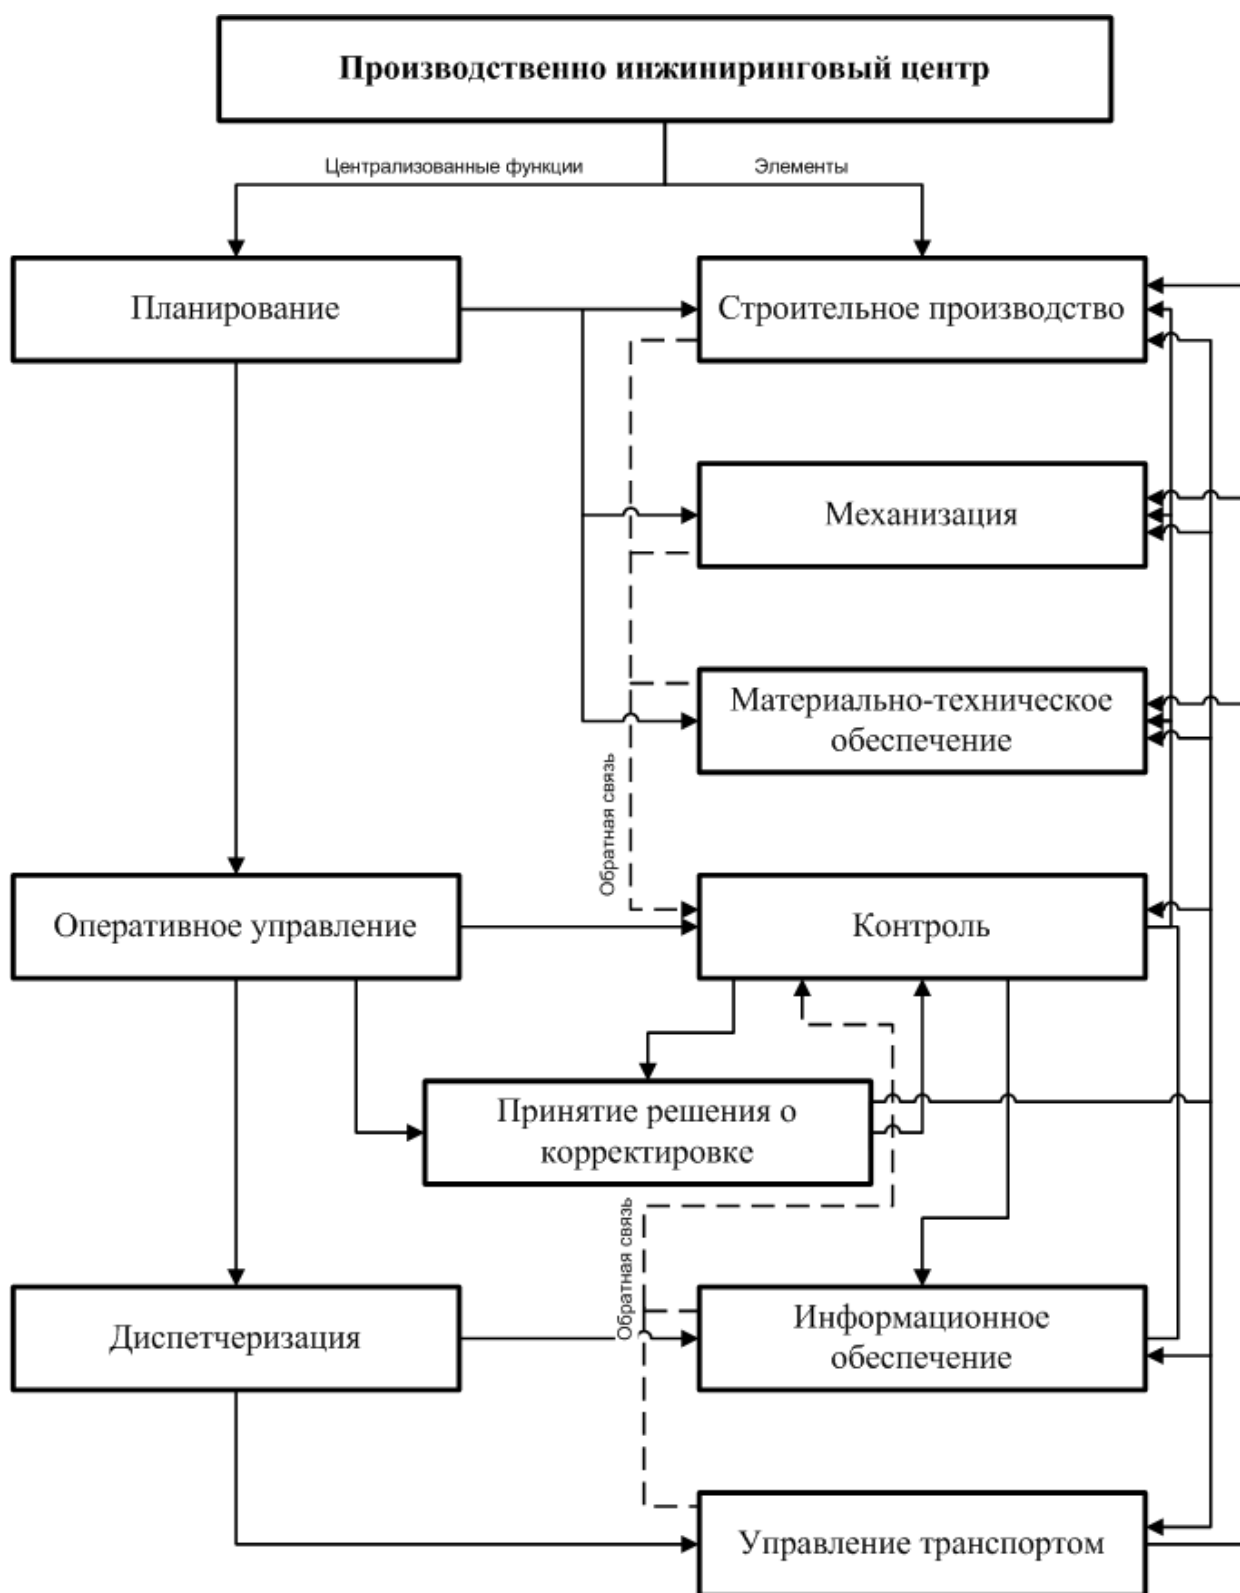 Производственно инжиниринговый центр
Централизованные функции
Элементы
Планирование
Строительное производство
Механизация
Материально-техническое
обеспечение
Обратная связь
Оперативное управление
Контроль
Принятие решения о
корректировке
Обратная связь
Диспетчеризация
Информационное
обеспечение
Управление транспортом